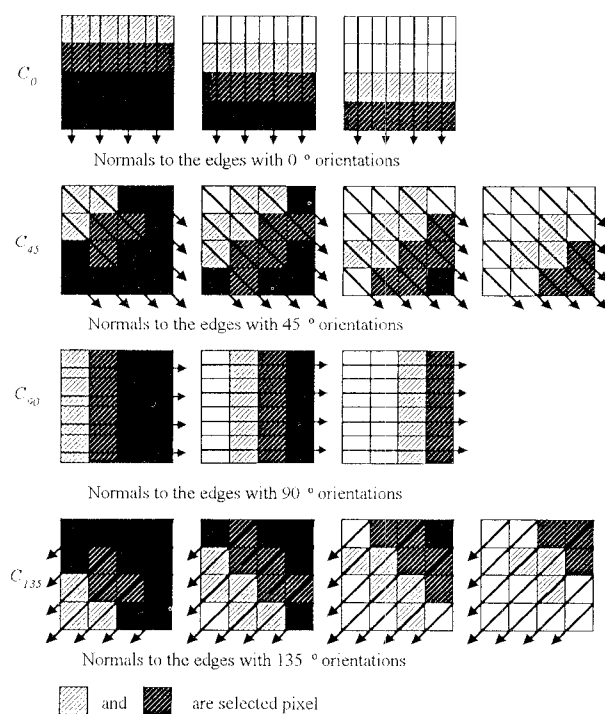 C0
Normals to the edges with 0 º orientations
C45
Normals to the edges with 45 º orientations
C90
Normals to the edges with 90 º orientations
C135
Normals to the edges with 135 º orientations
and are selected pixel